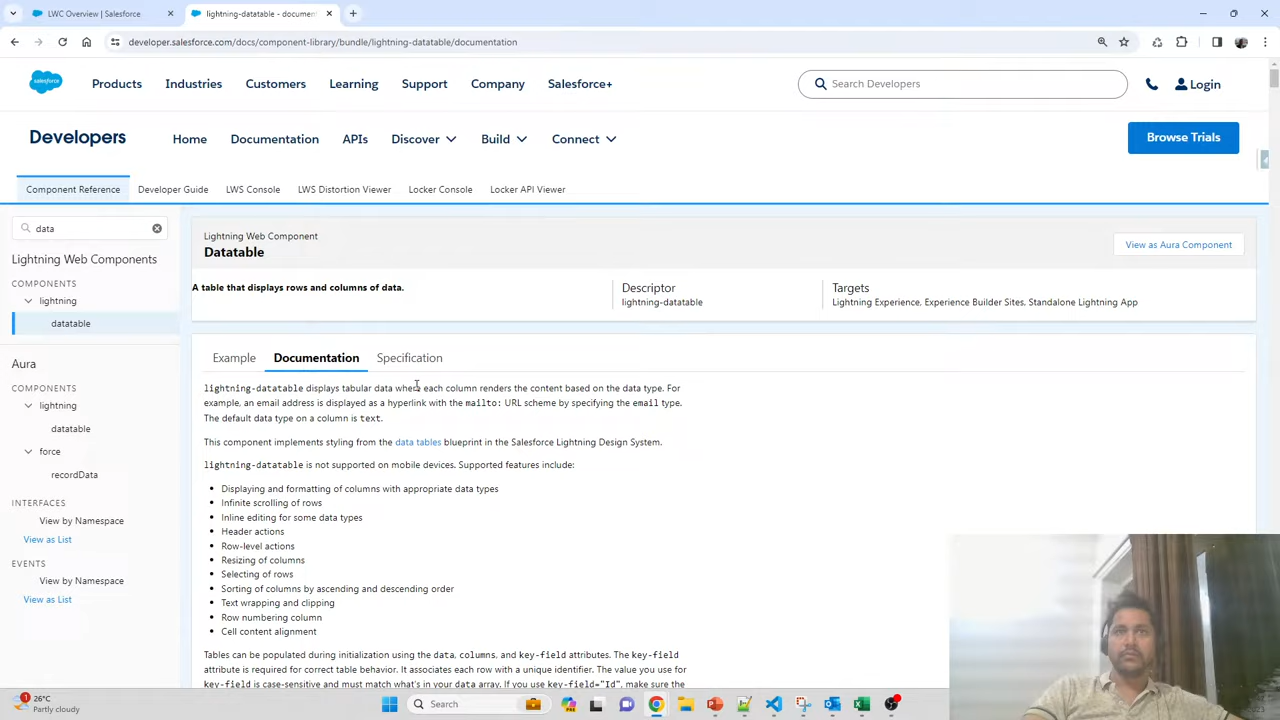 LWC Overview | Salesforce
lightning-datatable - documen
developer.salesforce.com/docs/component-library/bundle/lightning-datatable/documentation
salesforce
Products
Industries
Customers
Learning
Support
Company
Salesforce+
Search Developers
Login
Developers
Home
Documentation
APIs
Discover
Build
Connect
Browse Trials
Component Reference
Developer Guide
LWS Console
LWS Distortion Viewer
Locker Console
Locker API Viewer
data
Lightning Web Components
COMPONENTS
lightning
datatable
Aura
COMPONENTS
lightning
datatable
force
recordData
INTERFACES
View by Namespace
View as List
EVENTS
View by Namespace
View as List
Lightning Web Component
Datatable
View as Aura Component
A table that displays rows and columns of data.
Descriptor
lightning-datatable
Targets
Lightning Experience, Experience Builder Sites, Standalone Lightning App
Example
Documentation
Specification
lightning-datatable displays tabular data where each column renders the content based on the data type. For
example, an email address is displayed as a hyperlink with the mailto: URL scheme by specifying the email type.
The default data type on a column is text.
This component implements styling from the data tables blueprint in the Salesforce Lightning Design System.
lightning-datatable is not supported on mobile devices. Supported features include:
Displaying and formatting of columns with appropriate data types
Infinite scrolling of rows
Inline editing for some data types
Header actions
Row-level actions
Resizing of columns
Selecting of rows
Sorting of columns by ascending and descending order
Text wrapping and clipping
Row numbering column
Cell content alignment
Tables can be populated during initialization using the data, columns, and key-field attributes. The key-field
attribute is required for correct table behavior. It associates each row with a unique identifier. The value you use for
key-field is case-sensitive and must match what's in your data array. If you use key-field="Id", make sure the
1
26°C
Partly cloudy
Search